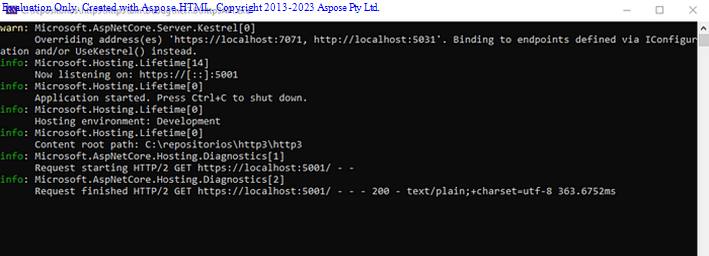 Evaluation Only. Created with Aspose.HTML. Copyright 2013-2023 Aspose Pty Ltd.
warn: Microsoft.AspNetCore.Server.Kestrel[0]
Overriding address(es) 'https://localhost:7071, http://localhost:5031'. Binding to endpoints defined via IConfigur
ation and/or UseKestrel() instead.
info: Microsoft.Hosting.Lifetime[14]
Now listening on: https://[::]:5001
info: Microsoft.Hosting.Lifetime[0]
Application started. Press Ctrl+C to shut down.
info: Microsoft.Hosting.Lifetime[0]
Hosting environment: Development
info: Microsoft.Hosting.Lifetime[0]
Content root path: C:\repositorios\http3\http3
info: Microsoft.AspNetCore.Hosting.Diagnostics[1]
Request starting HTTP/2 GET https://localhost:5001/ - -
info: Microsoft.AspNetCore.Hosting.Diagnostics[2]
Request finished HTTP/2 GET https://localhost:5001/ - - - 200 - text/plain;+charset=utf-8 363.6752ms